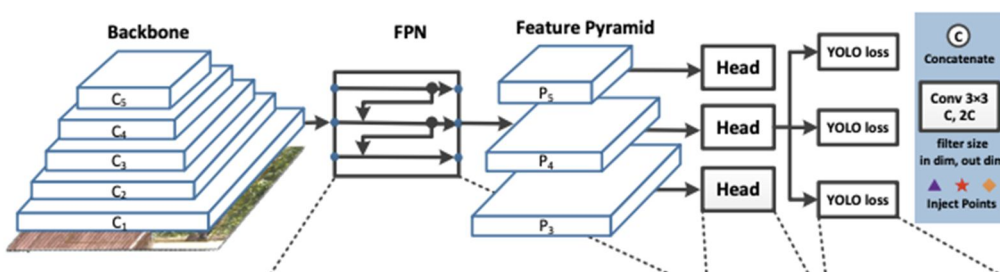 Backbone
FPN
Feature Pyramid
C5
C4
C3
C2
C1
P5
P4
P3
Head
Head
Head
YOLO loss
YOLO loss
YOLO loss
C
Concatenate
Conv 3×3
C, 2C
filter size
in dim, out dim
Inject Points